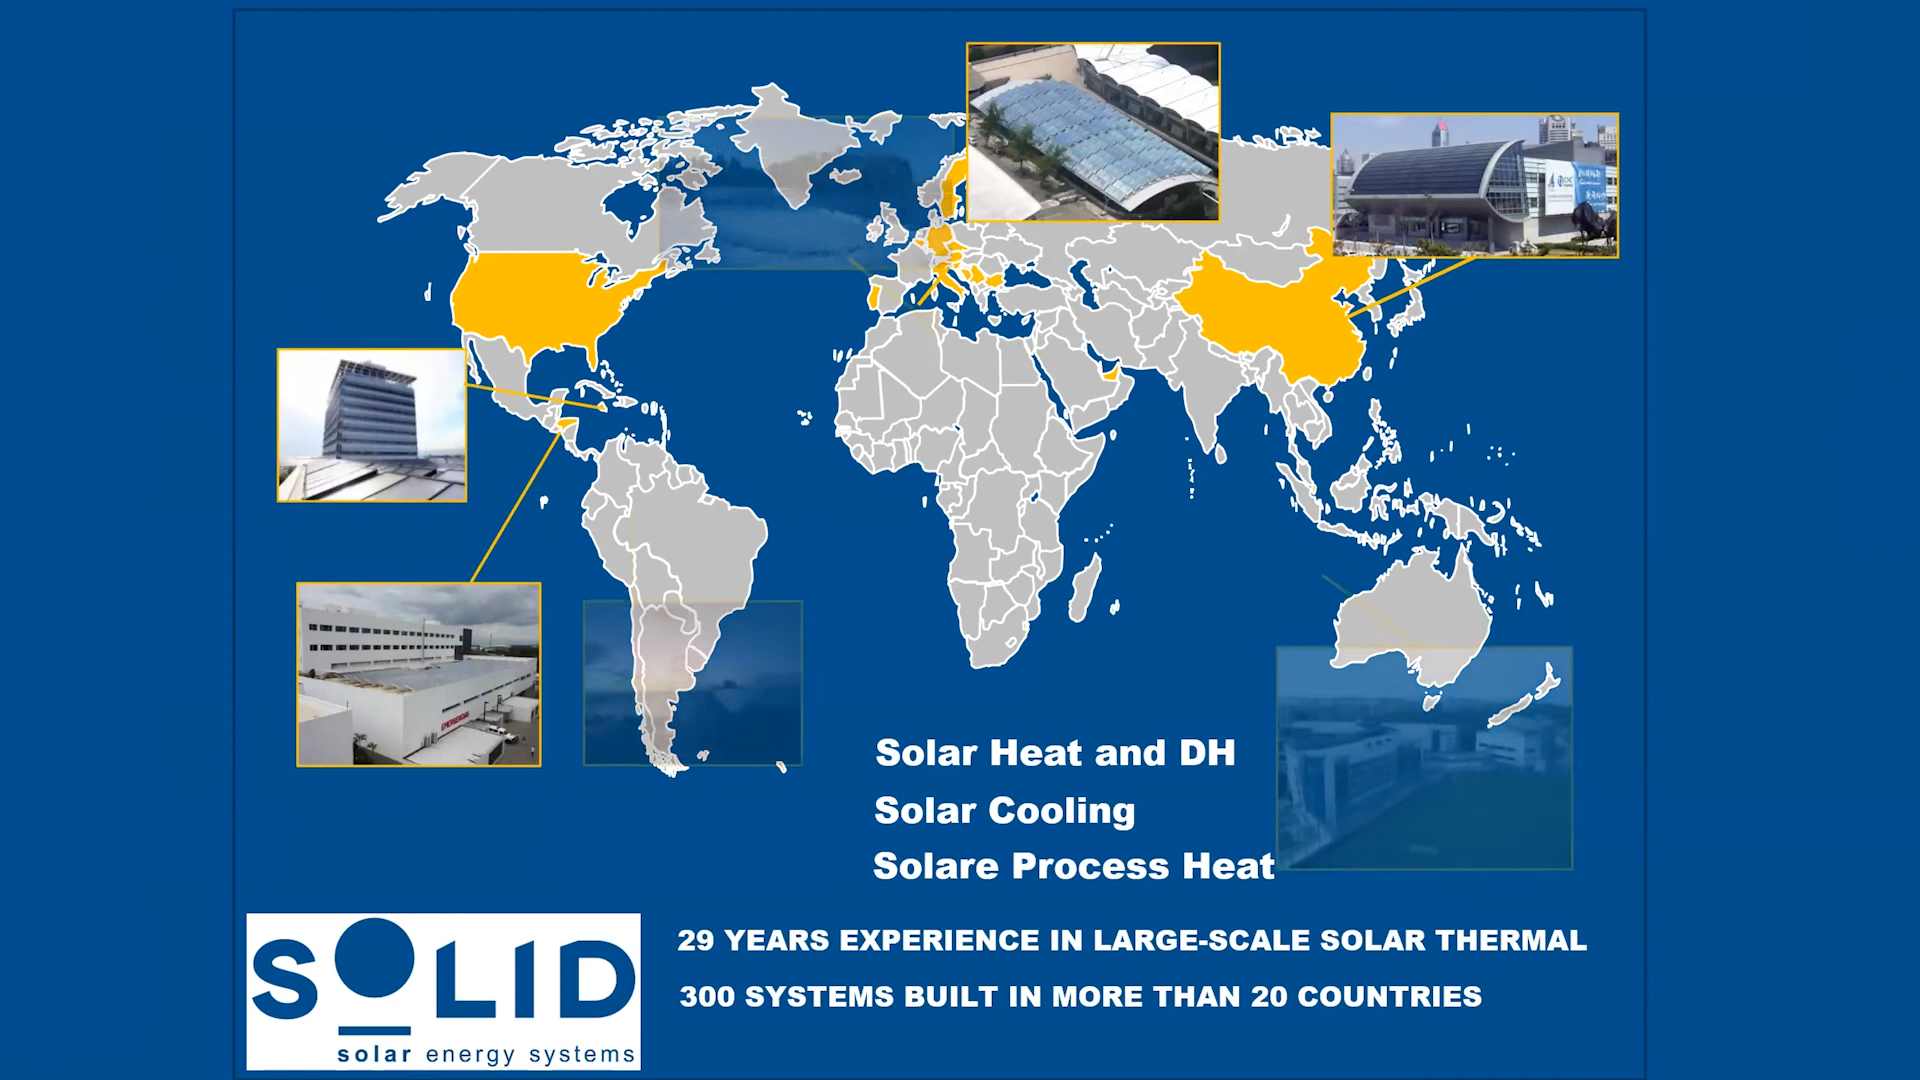 EMERGENCIAS
Solar Heat and DH
Solar Cooling
Solare Process Heat
29 YEARS EXPERIENCE IN LARGE-SCALE SOLAR THERMAL
300 SYSTEMS BUILT IN MORE THAN 20 COUNTRIES
SOLID
solar energy systems